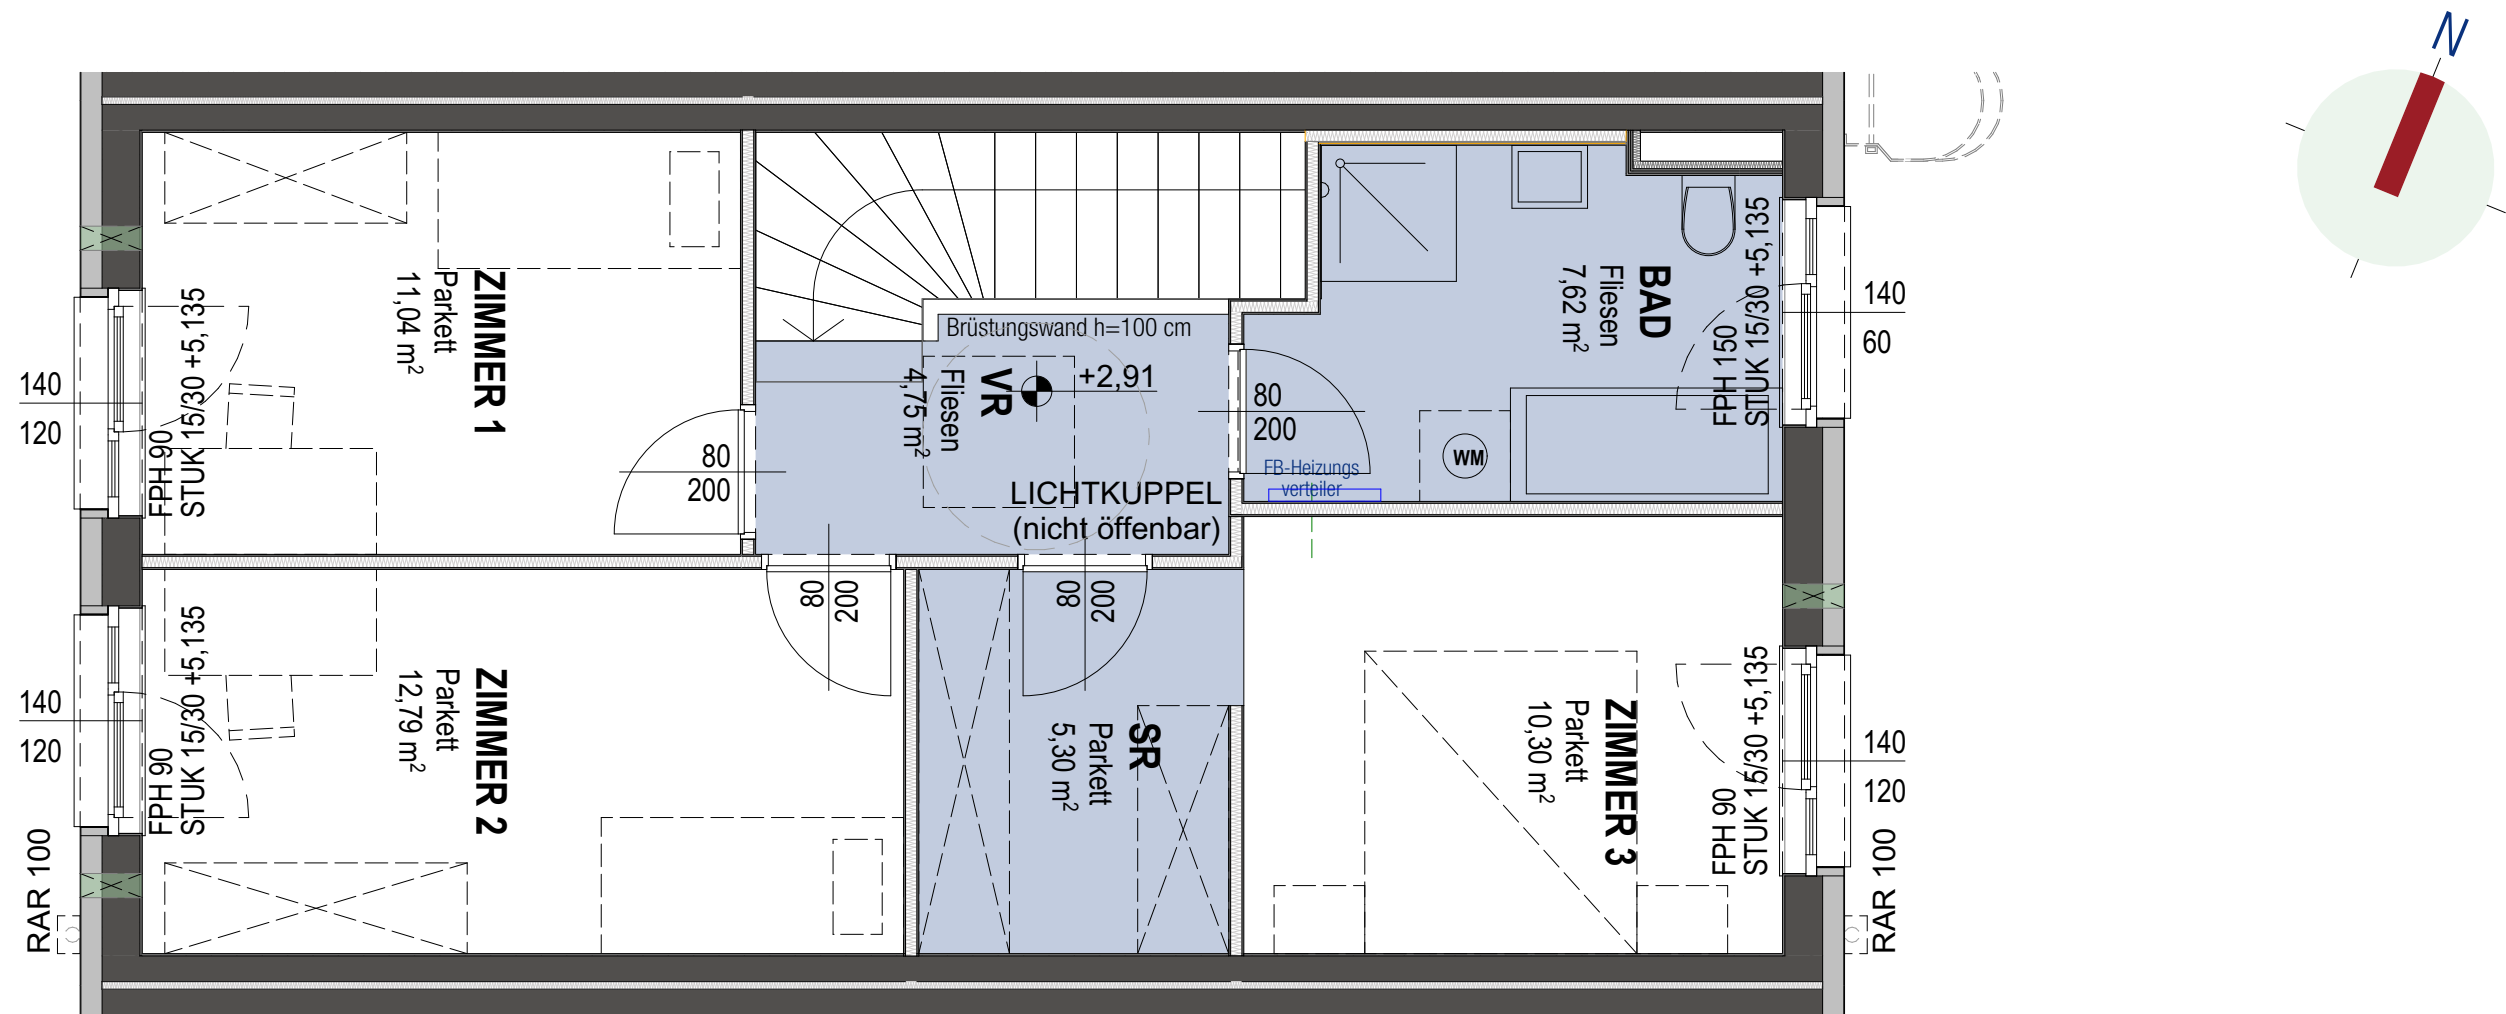 N
ZIMMER 1
Parkett
11,04 m²
140
120
FPH 90
STUK 15/30 +5,135
80
200
Brüstungswand h=100 cm
VR
Fliesen
4,75 m²
+2,91
LICHTKUPPEL
(nicht öffenbar)
80
200
BAD
Fliesen
7,62 m²
FPH 150
STUK 15/30 +5,135
140
60
WM
FB-Heizungs
verteiler
80
200
80
200
ZIMMER 2
Parkett
12,79 m²
140
120
FPH 90
STUK 15/30 +5,135
RAR 100
SR
Parkett
5,30 m²
ZIMMER 3
Parkett
10,30 m²
FPH 90
STUK 15/30 +5,135
140
120
RAR 100